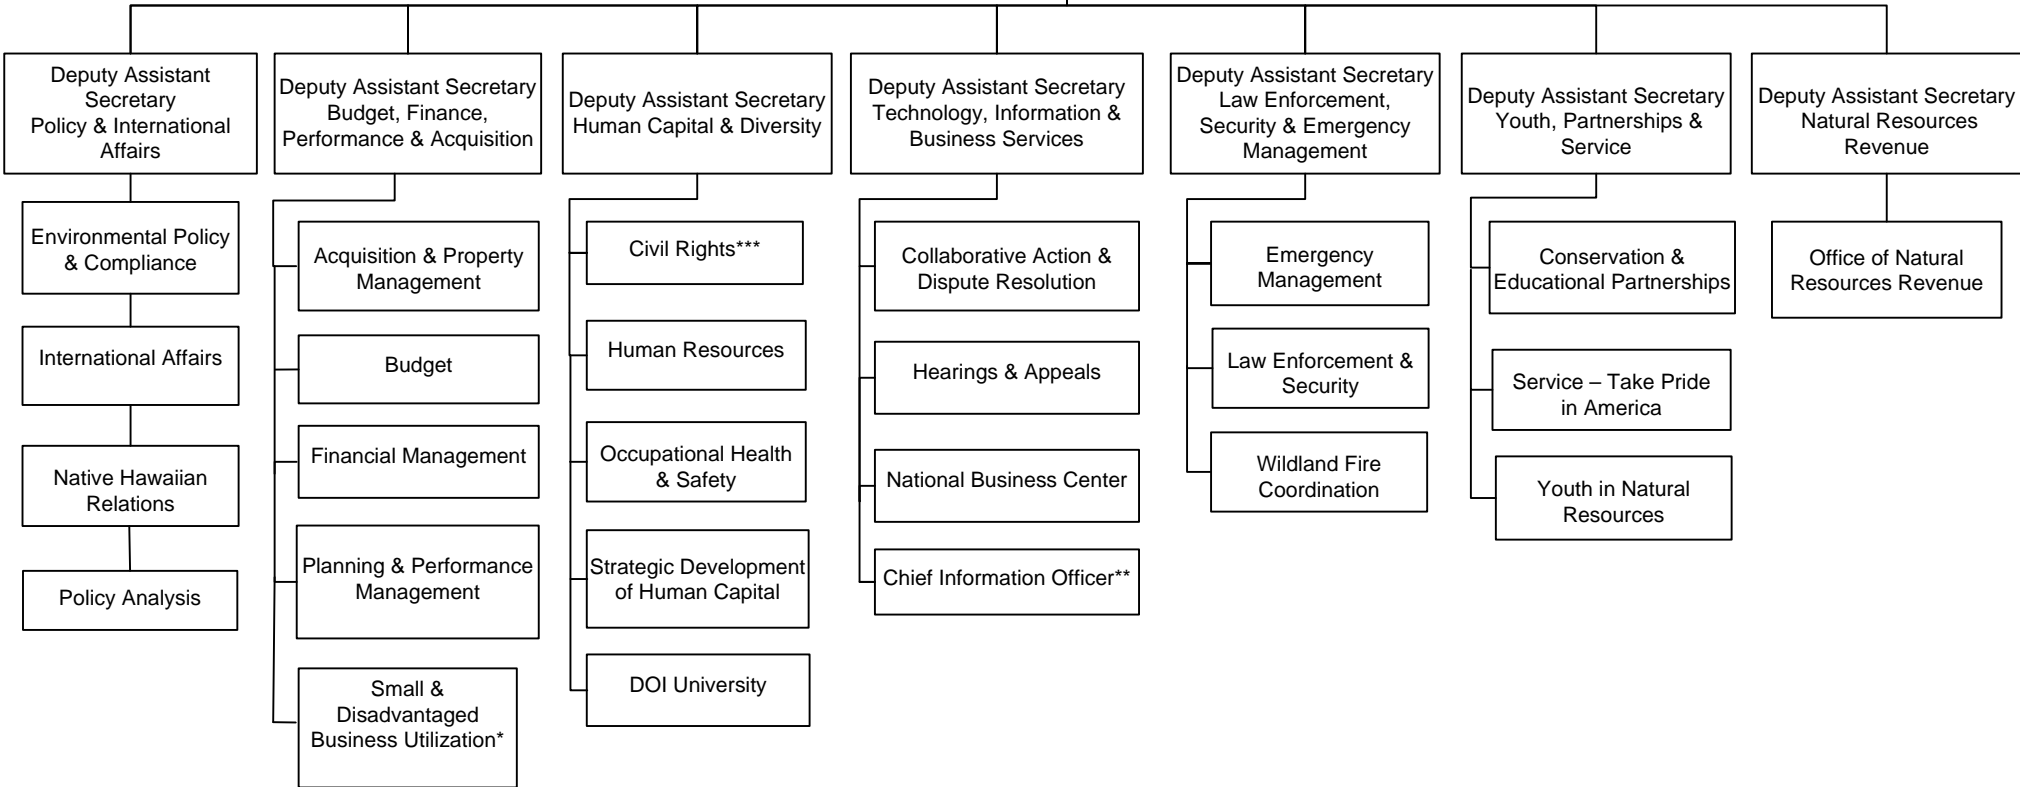 Deputy Assistant
Secretary
Policy & International
Affairs
Environmental Policy
& Compliance
International Affairs
Native Hawaiian
Relations
Policy Analysis
Deputy Assistant Secretary
Budget, Finance,
Performance & Acquisition
Acquisition & Property
Management
Budget
Financial Management
Planning & Performance
Management
Small &
Disadvantaged
Business Utilization*
Deputy Assistant Secretary
Human Capital & Diversity
Civil Rights***
Human Resources
Occupational Health
& Safety
Strategic Development
of Human Capital
DOI University
Deputy Assistant Secretary
Technology, Information &
Business Services
Collaborative Action &
Dispute Resolution
Hearings & Appeals
National Business Center
Chief Information Officer**
Deputy Assistant Secretary
Law Enforcement,
Security & Emergency
Management
Emergency
Management
Law Enforcement &
Security
Wildland Fire
Coordination
Deputy Assistant Secretary
Youth, Partnerships &
Service
Conservation &
Educational Partnerships
Service – Take Pride
in America
Youth in Natural
Resources
Deputy Assistant Secretary
Natural Resources
Revenue
Office of Natural
Resources Revenue